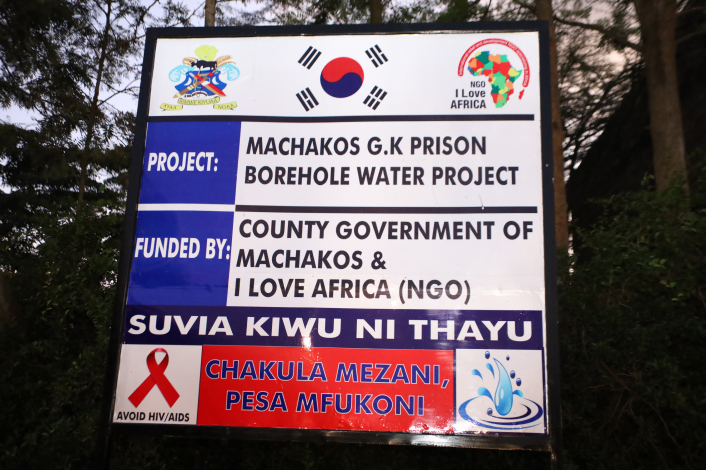 NGO
I Love
AFRICA
PROJECT:
MACHAKOS G.K PRISON
BOREHOLE WATER PROJECT
FUNDED BY:
COUNTY GOVERNMENT OF
MACHAKOS &
I LOVE AFRICA (NGO)
SUVIA KIWU NI THAYU
AVOID HIV/AIDS
CHAKULA MEZANI,
PESA MFUKONI